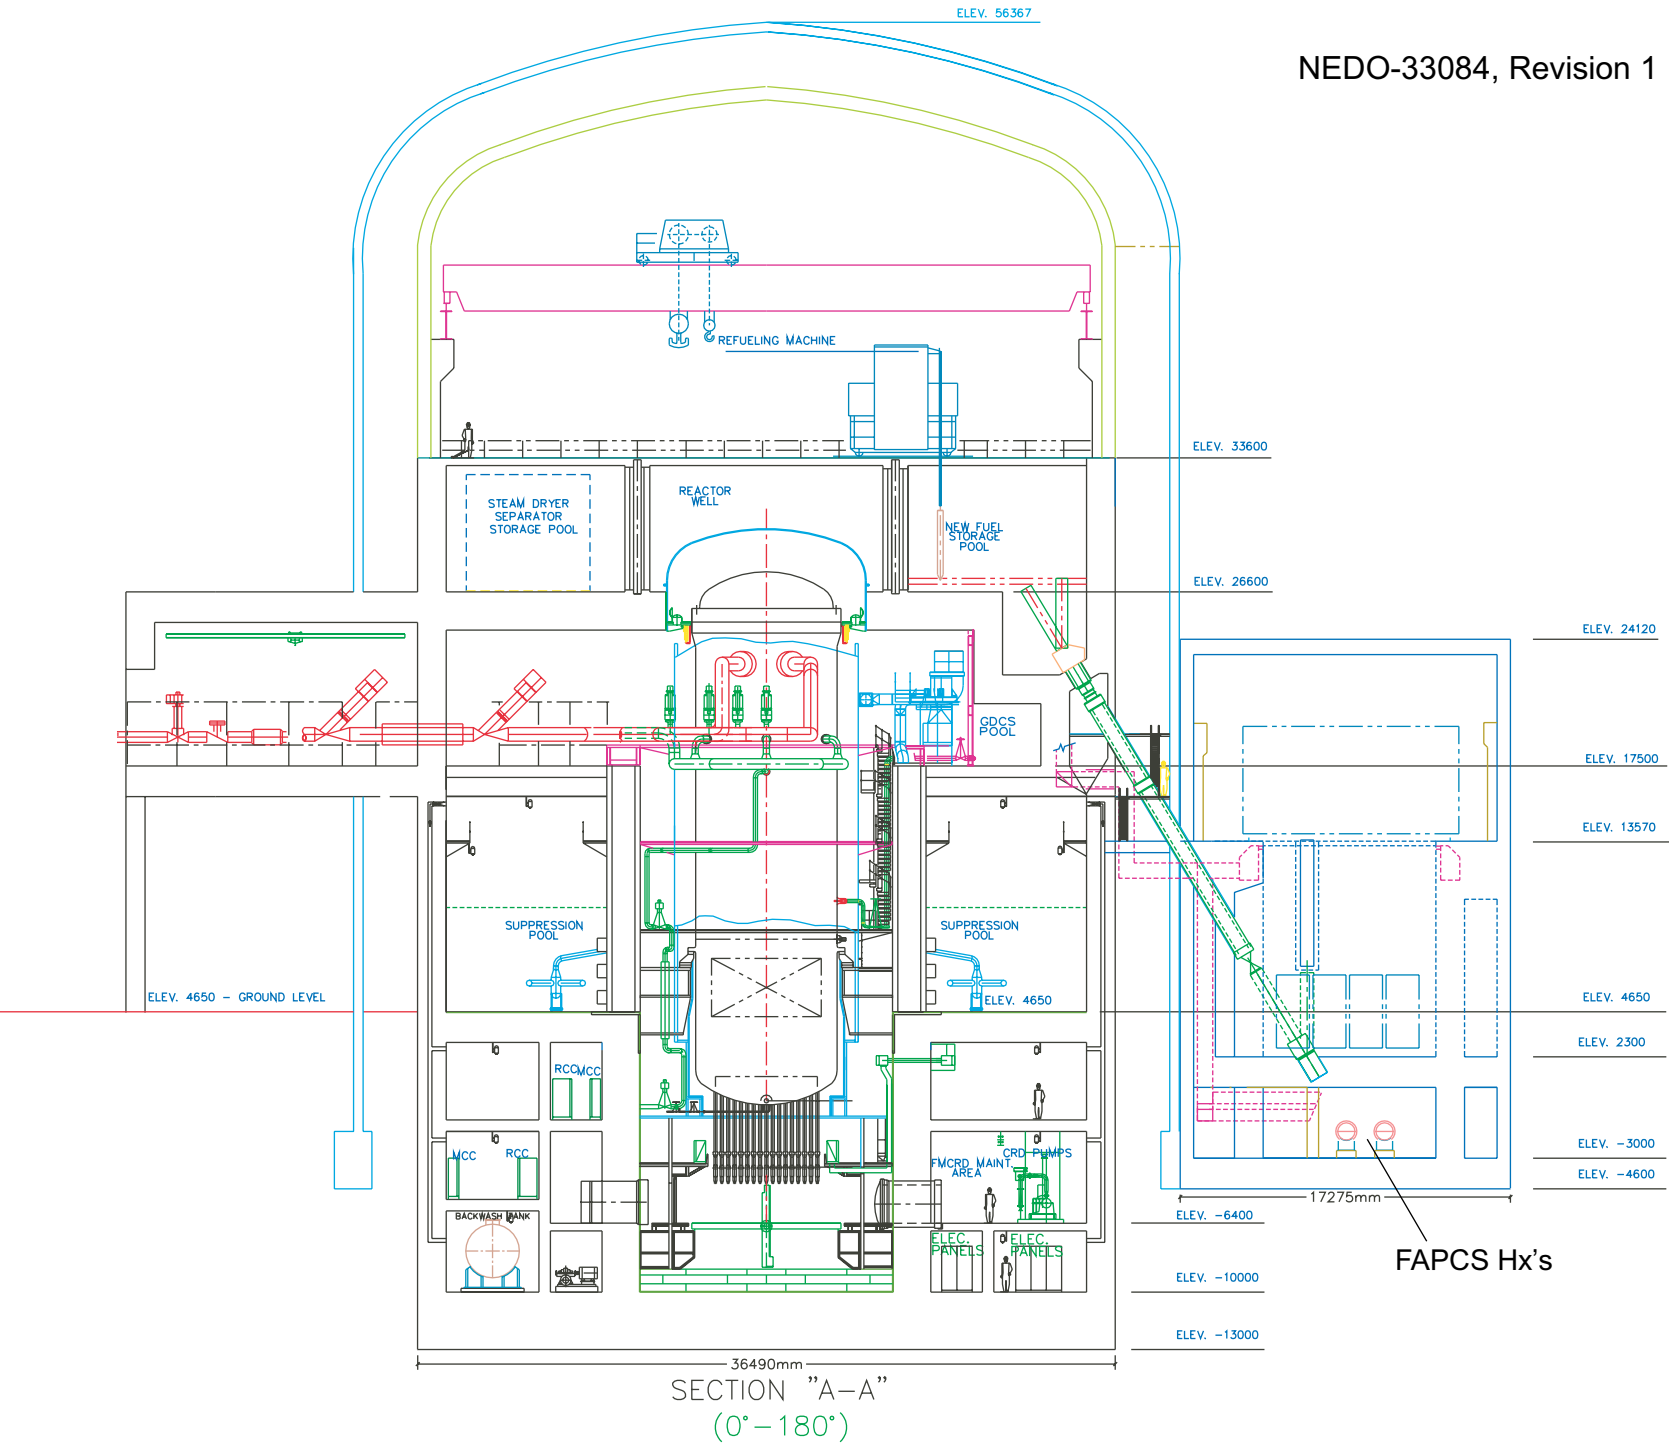 ELEV. 56367
NEDO-33084, Revision 1
REFUELING MACHINE
ELEV. 33600
STEAM DRYER
SEPARATOR
STORAGE POOL
REACTOR
WELL
NEW FUEL
STORAGE
POOL
ELEV. 26600
ELEV. 24120
GDCS
POOL
ELEV. 17500
ELEV. 13570
SUPPRESSION
POOL
SUPPRESSION
POOL
ELEV. 4650 - GROUND LEVEL
ELEV. 4650
ELEV. 4650
ELEV. 2300
RCC
MCC
MCC
RCC
FMCRD MAINT.
AREA
CRD PUMPS
ELEV. -3000
ELEV. -4600
17275mm
BACKWASH TANK
ELEV. -6400
ELEC.
PANELS
ELEC.
PANELS
FAPCS Hx's
ELEV. -10000
ELEV. -13000
36490mm
SECTION "A-A"
(0°-180°)